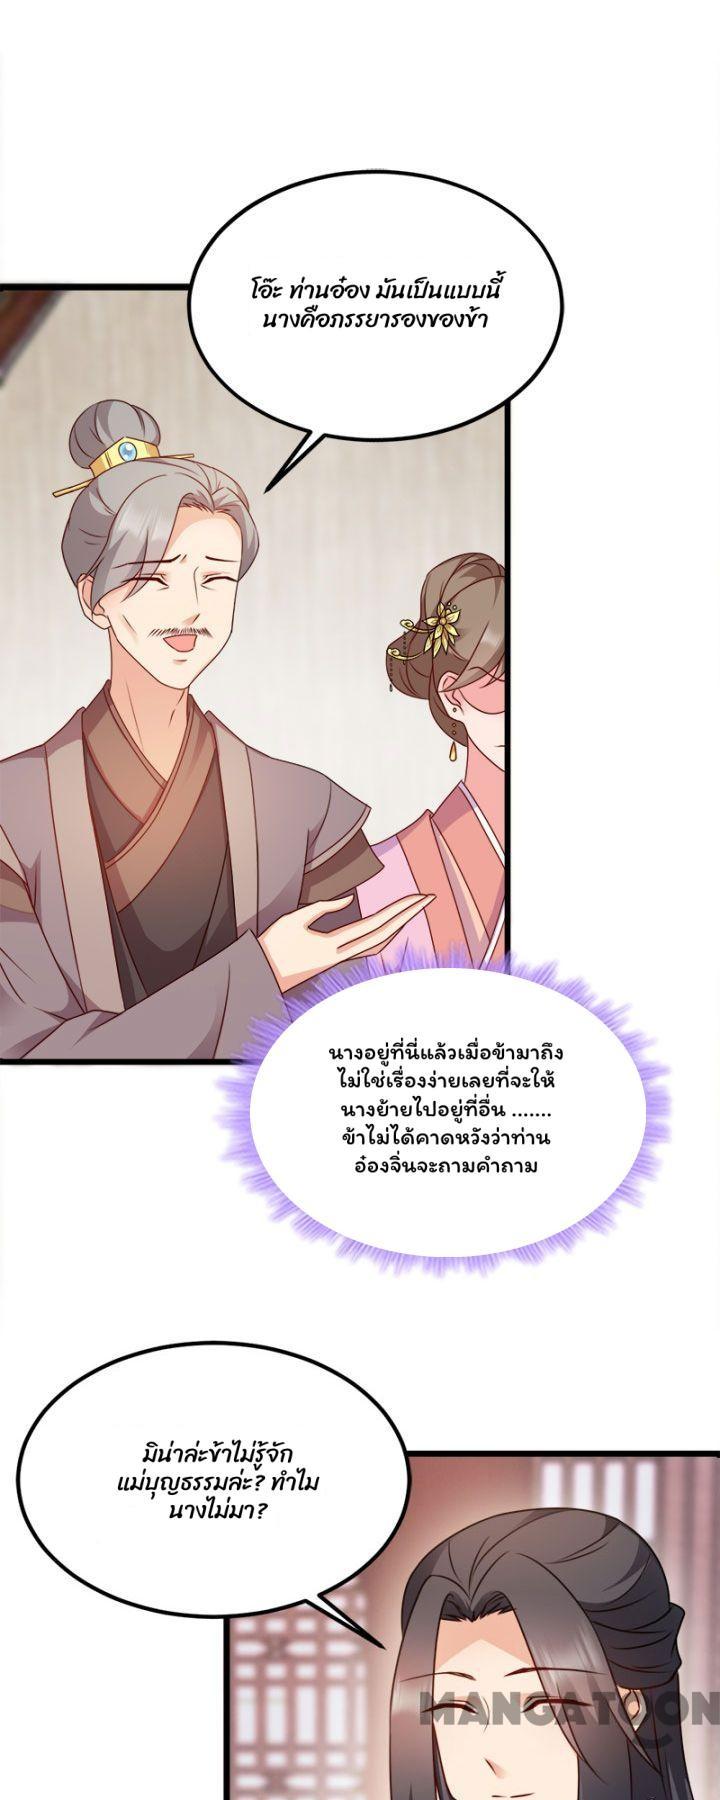 โอ๊ะ ท่านอ๋อง มันเป็นแบบนี้
นางคือภรรยารองของข้า
นางอยู่ที่นี่แล้วเมื่อข้ามาถึง
ไม่ใช่เรื่องง่ายเลยที่จะให้
นางย้ายไปอยู่ที่อื่น .......
ข้าไม่ได้คาดหวังว่าท่าน
อ๋องจิ่นจะถามคำถาม
มิน่าล่ะข้าไม่รู้จัก
แม่บุญธรรมล่ะ? ทำไม
นางไม่มา?
MANGATOON